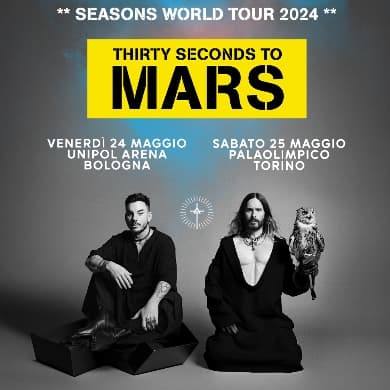 ** SEASONS WORLD TOUR 2024 **
THIRTY SECONDS TO
MARS
VENERDÌ 24 MAGGIO
UNIPOL ARENA
BOLOGNA
SABATO 25 MAGGIO
PALAOLIMPICO
TORINO